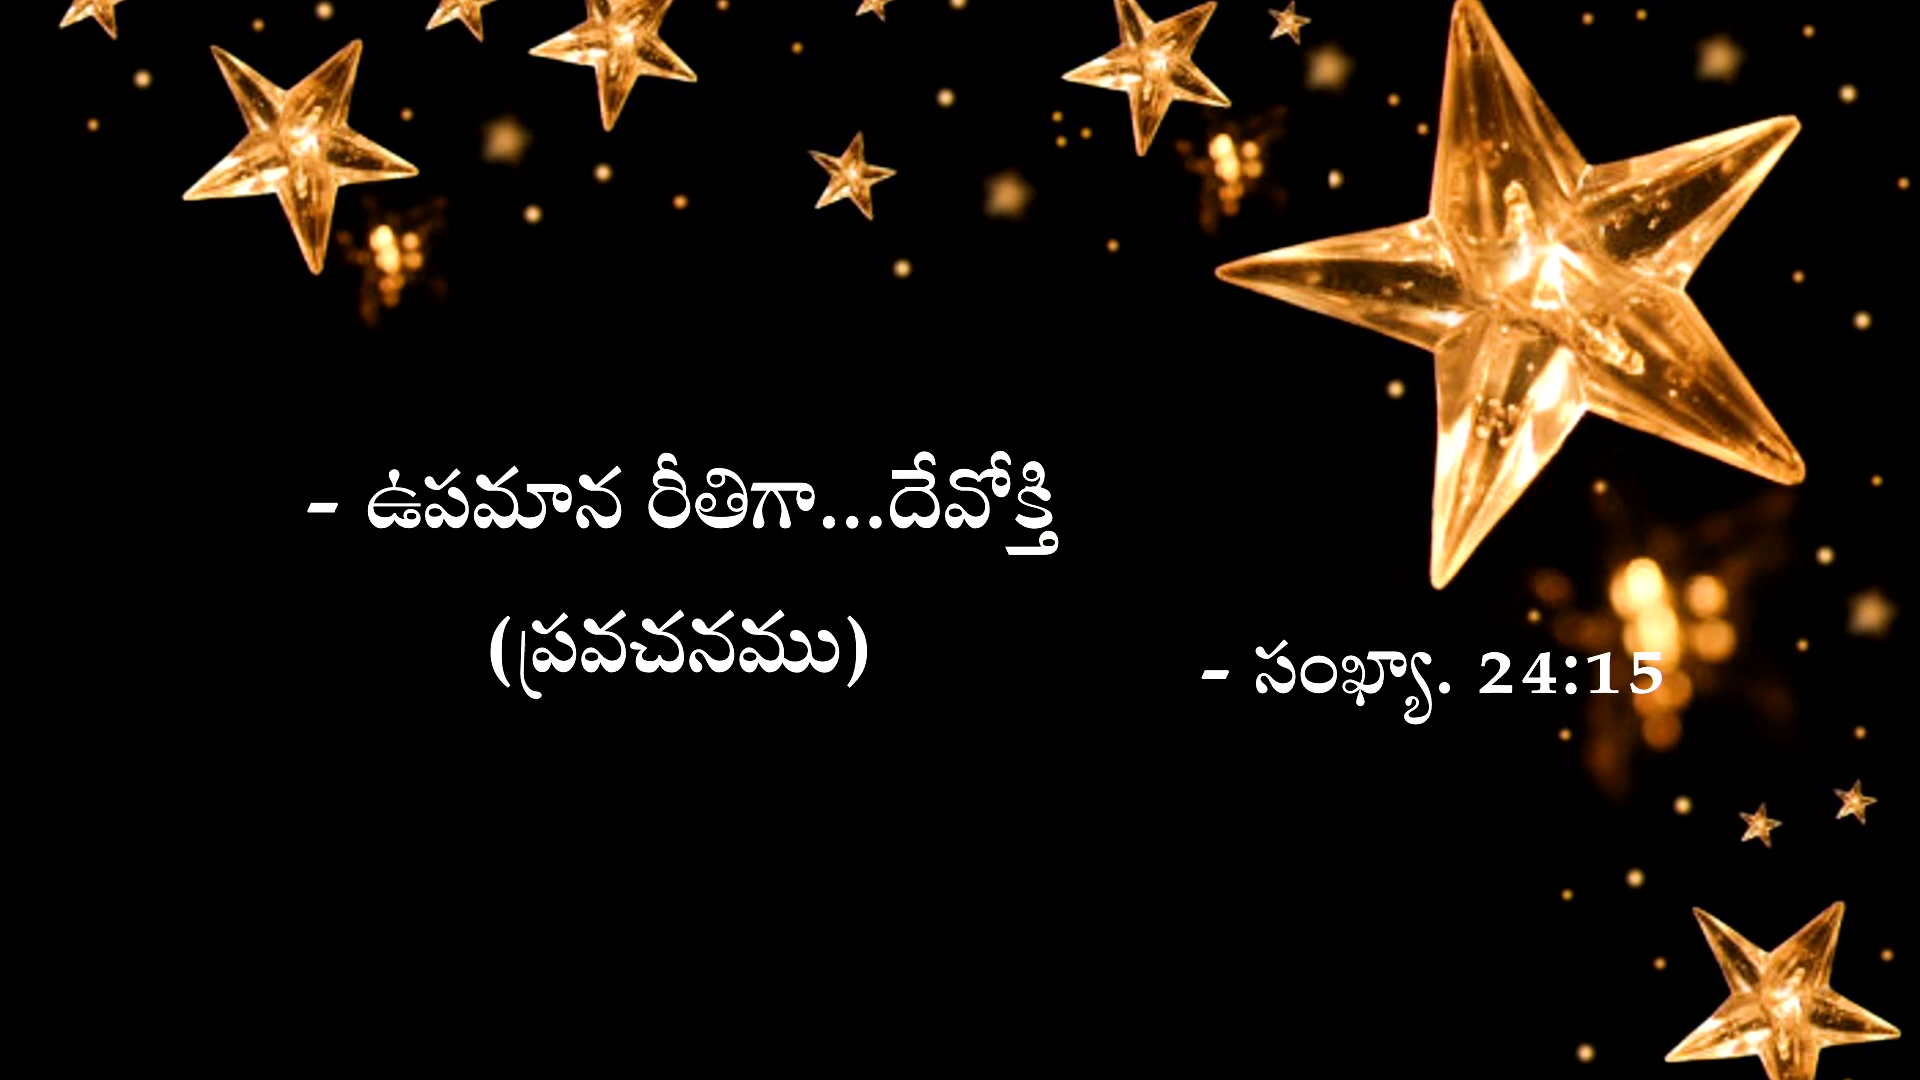 - ఉపమాన రీతిగా...దేవోక్తి
(ప్రవచనము)
- సంఖ్యా. 24:15